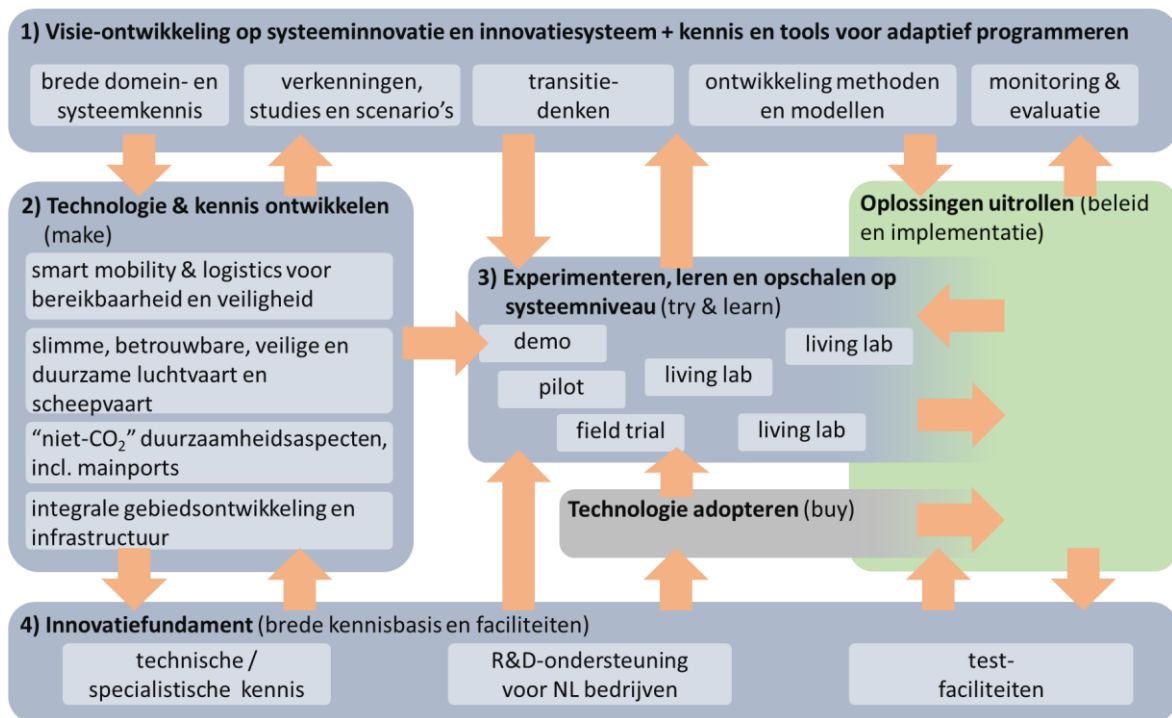 1) Visie-ontwikkeling op systeeminnovatie en innovatiesysteem + kennis en tools voor adaptief programmeren
brede domein- en
systeemkennis
verkenningen,
studies en scenario's
transitie-
denken
ontwikkeling methoden
en modellen
monitoring &
evaluatie
2) Technologie & kennis ontwikkelen
(make)
smart mobility & logistics voor
bereikbaarheid en veiligheid
slimme, betrouwbare, veilige en
duurzame luchtvaart en
scheepvaart
“niet-CO₂” duurzaamheidsaspecten,
incl. mainports
integrale gebiedsontwikkeling en
infrastructuur
3) Experimenteren, leren en opschalen op
systeemniveau (try & learn)
demo
living lab
pilot
living lab
field trial
living lab
Oplossingen uitrollen (beleid
en implementatie)
Technologie adopteren (buy)
4) Innovatiefundament (brede kennisbasis en faciliteiten)
technische /
specialistische kennis
R&D-ondersteuning
voor NL bedrijven
test-
faciliteiten